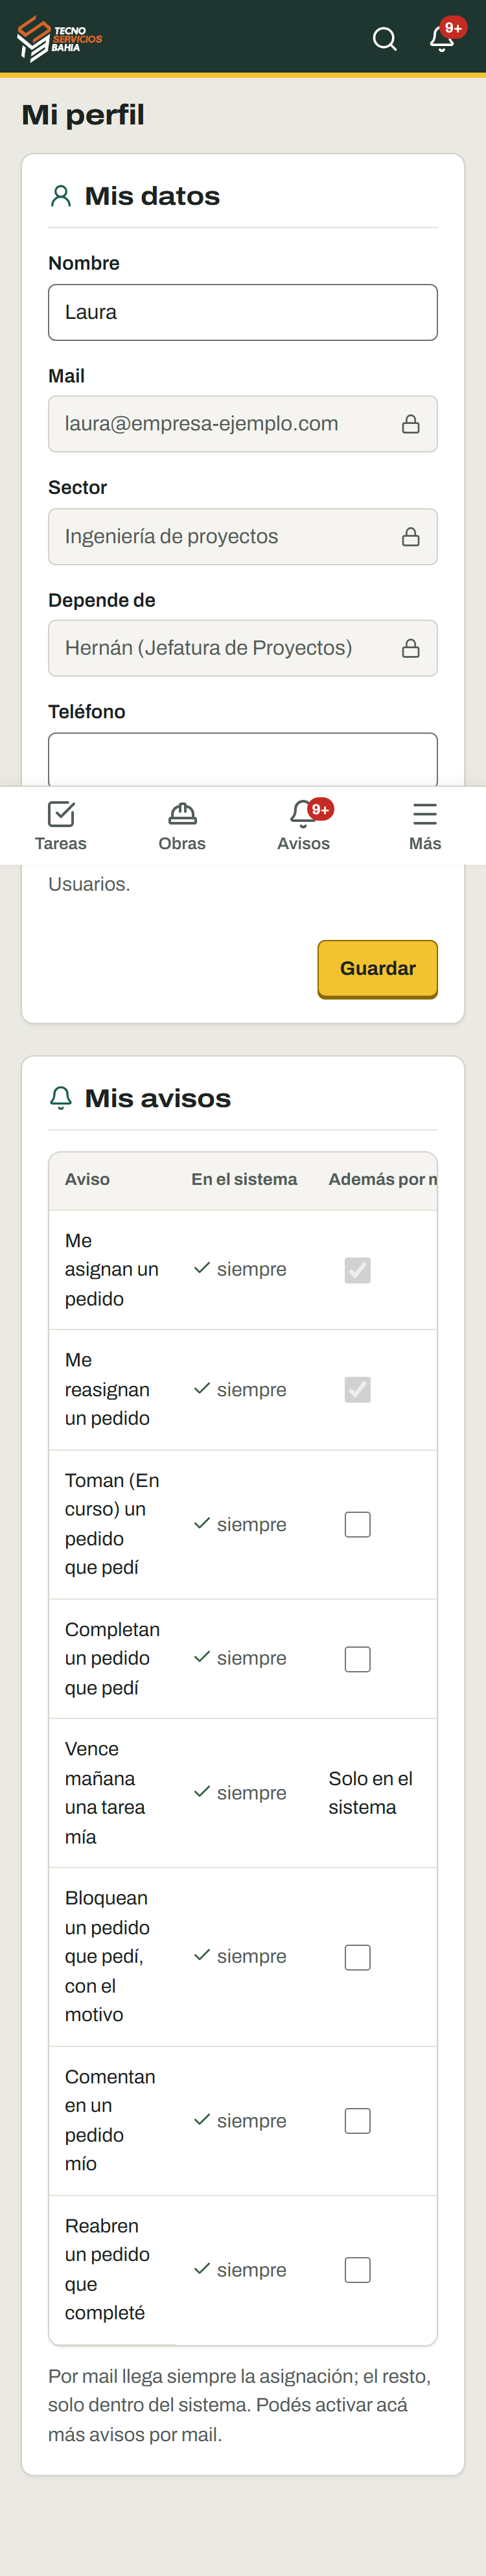 TECNO
SERVICIOS
BAHIA
9+
Mi perfil
Mis datos
Nombre
Laura
Mail
laura@empresa-ejemplo.com
Sector
Ingeniería de proyectos
Depende de
Hernán (Jefatura de Proyectos)
Teléfono
Tareas
Obras
9+
Avisos
Más
Usuarios.
Guardar
Mis avisos
Aviso En el sistema Además por
Me
asignan un
pedido
siempre
Me
reasignan
un pedido
siempre
Toman (En
curso) un
pedido
que pedí
siempre
Completan
un pedido
que pedí
siempre
Vence
mañana
una tarea
mía
siempre
Solo en el
sistema
Bloquean
un pedido
que pedí,
con el
motivo
siempre
Comentan
en un
pedido
mío
siempre
Reabren
un pedido
que
completé
siempre
Por mail llega siempre la asignación; el resto,
solo dentro del sistema. Podés activar acá
más avisos por mail.